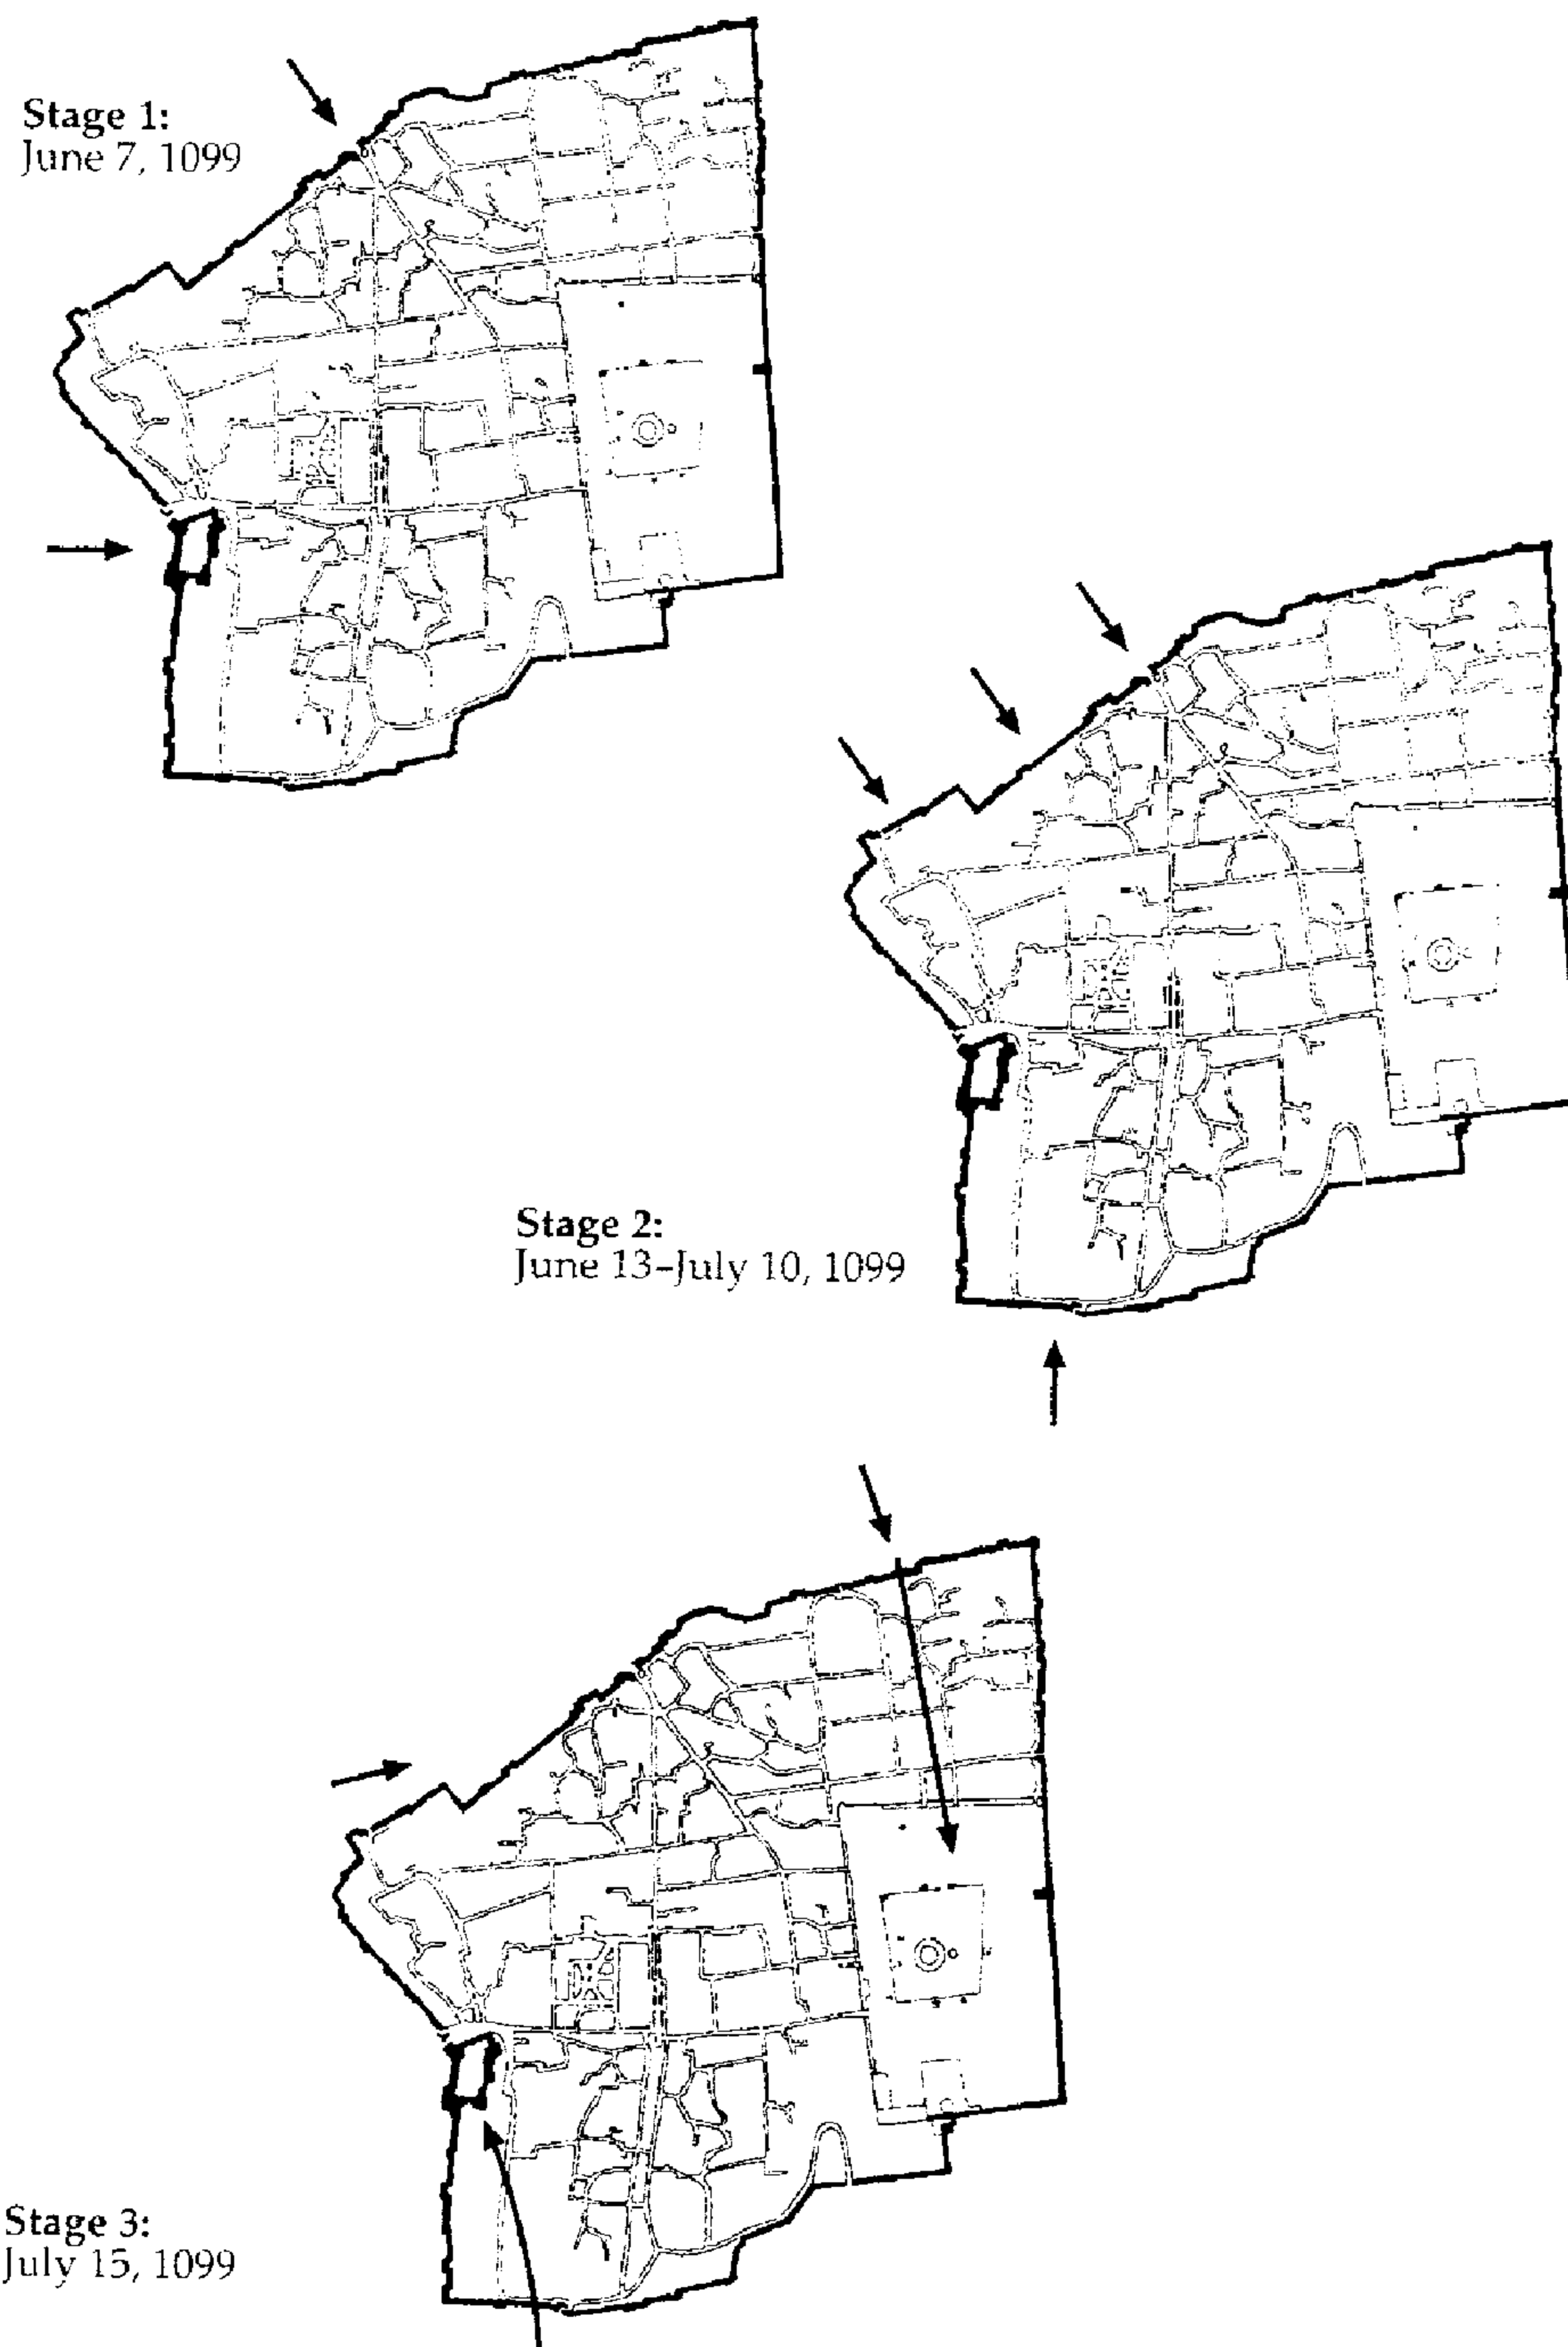 Stage 1:
June 7, 1099
Stage 2:
June 13–July 10, 1099
Stage 3:
July 15, 1099